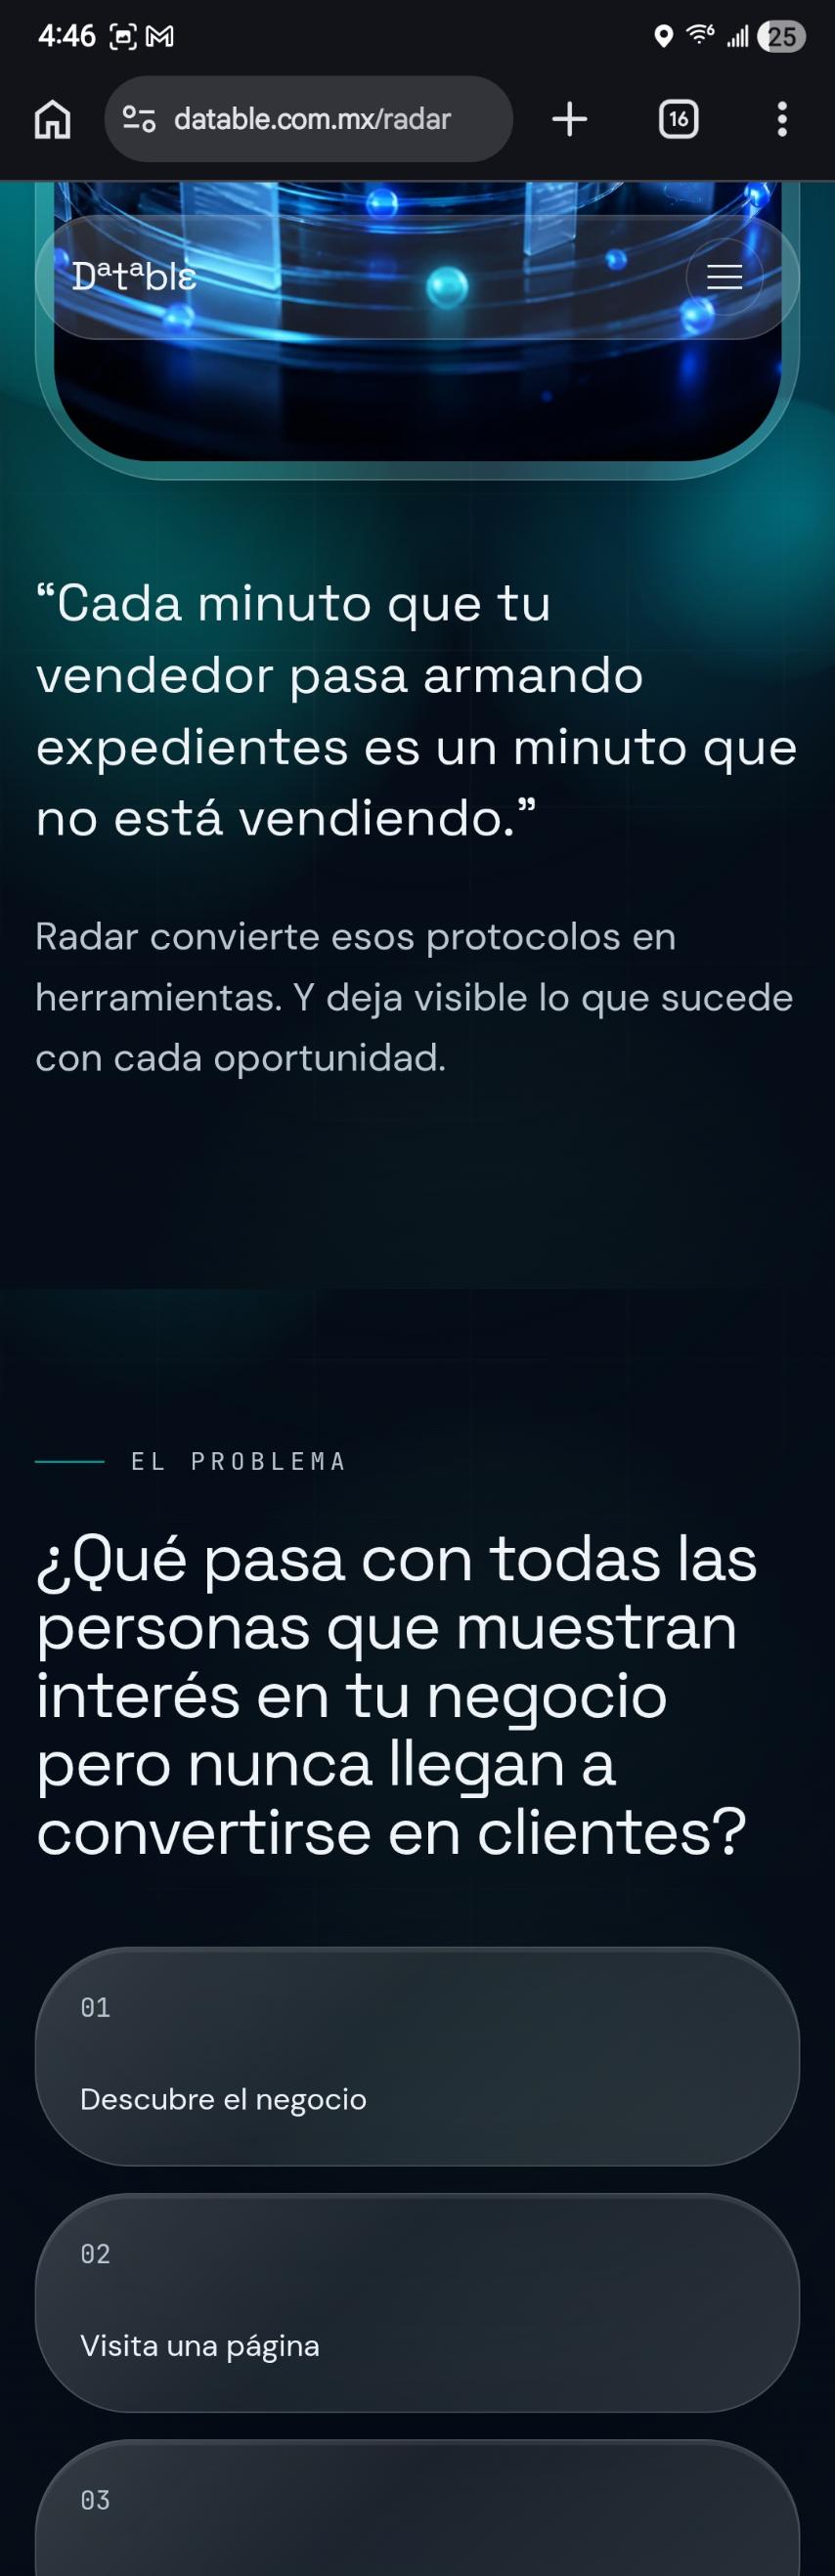 4:46
25
datable.com.mx/radar
16
Dᵃtᵃblε
“Cada minuto que tu
vendedor pasa armando
expedientes es un minuto que
no está vendiendo.”
Radar convierte esos protocolos en
herramientas. Y deja visible lo que sucede
con cada oportunidad.
EL PROBLEMA
¿Qué pasa con todas las
personas que muestran
interés en tu negocio
pero nunca llegan a
convertirse en clientes?
01
Descubre el negocio
02
Visita una página
03